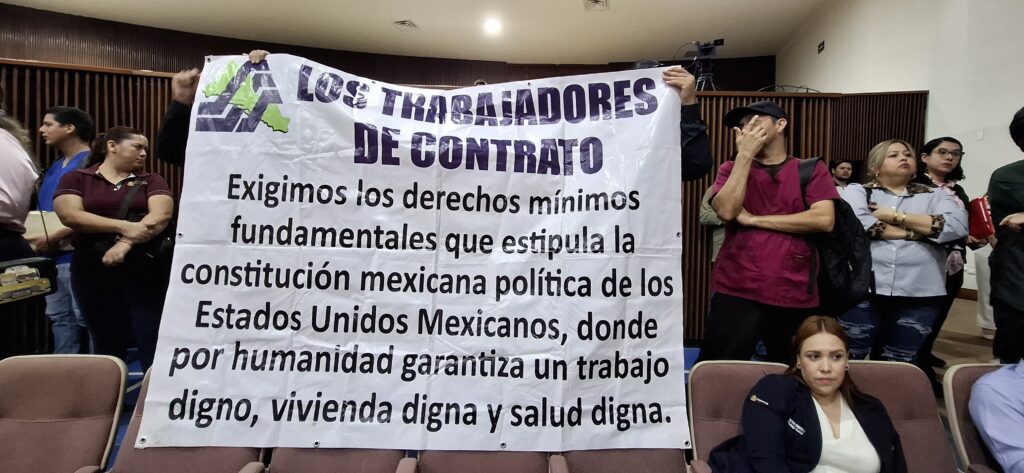 LOS TRABAJADORES
DE CONTRATO
Exigimos los derechos mínimos
fundamentales que estipula la
constitución mexicana política de los
Estados Unidos Mexicanos, donde
por humanidad garantiza un trabajo
digno, vivienda digna y salud digna.